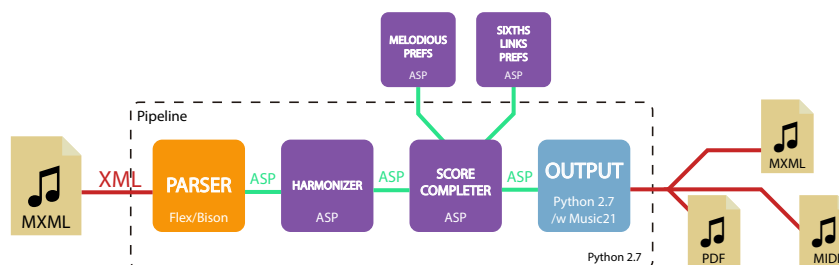 MELODIOUS
PREFS
ASP
SIXTHS
LINKS
PREFS
ASP
Pipeline
MXML
XML
PARSER
Flex/Bison
ASP
HARMONIZER
ASP
ASP
SCORE
COMPLETER
ASP
ASP
OUTPUT
Python 2.7
/w Music21
Python 2.7
MXML
PDF
MIDI